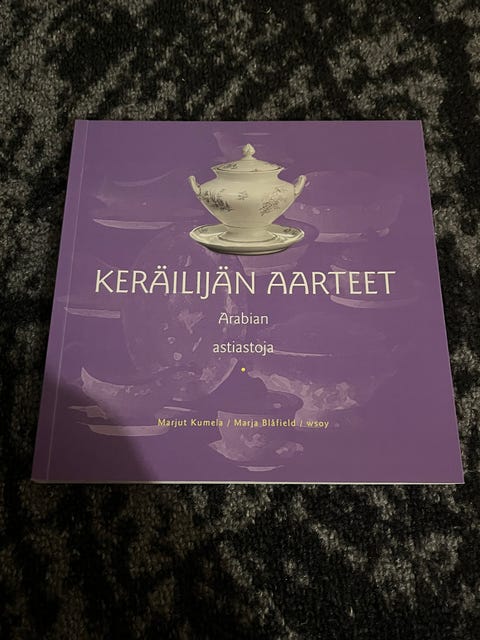 KERÄILIJÄN AARTEET
Arabian
astiastoja
Marjut Kumela / Marja Blåfield / wsoy